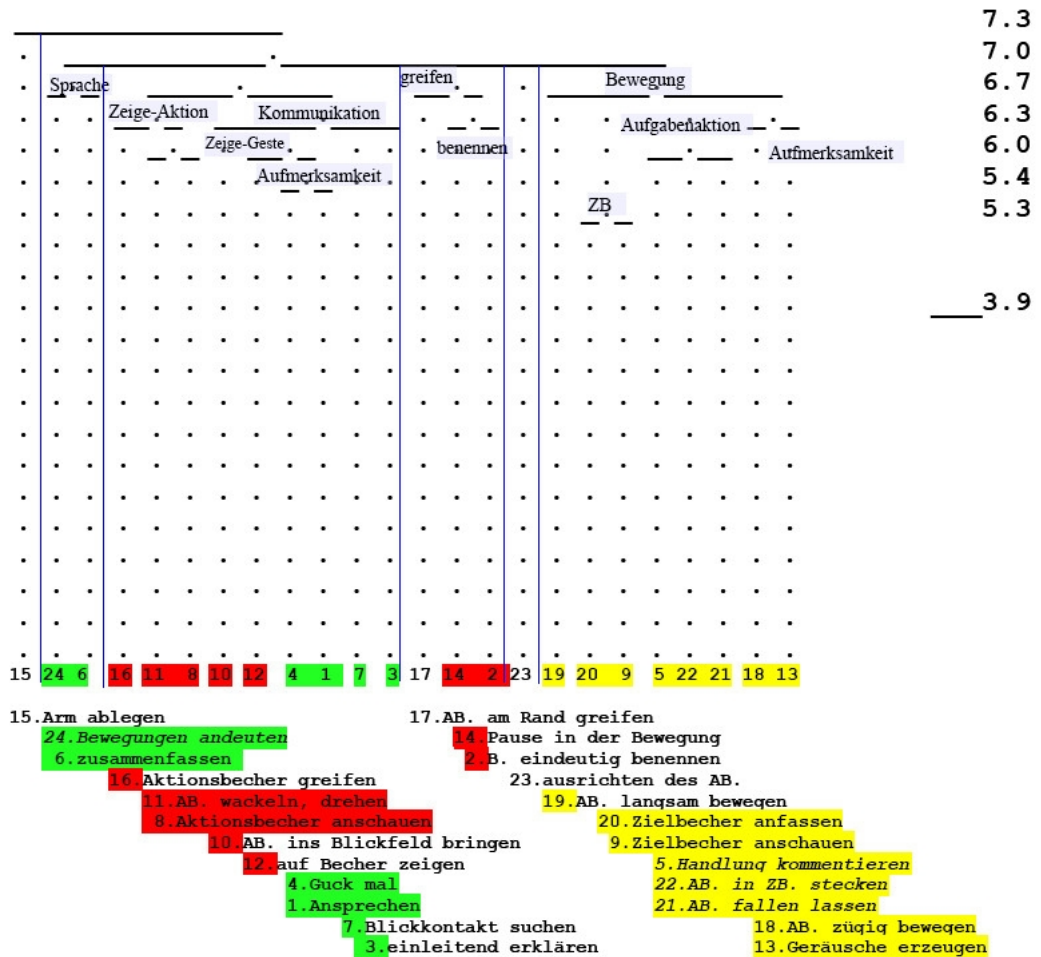 7.3
7.0
Sprache greifen Bewegung 6.7
Zeige-Aktion Kommunikation Aufgabenaktion 6.3
Zeige-Geste benennen Aufmerksamkeit 6.0
Aufmerksamkeit 5.4
ZB 5.3
3.9
15 24 6 16 11 8 10 12 4 1 7 3 17 14 2 23 19 20 9 5 22 21 18 13
15.Arm ablegen
24.Bewegungen andeuten
6.zusammenfassen
16.Aktionsbecher greifen
11.AB. wackeln, drehen
8.Aktionsbecher anschauen
10.AB. ins Blickfeld bringen
12.auf Becher zeigen
4.Guck mal
1.Ansprechen
7.Blickkontakt suchen
3.einleitend erklären
17.AB. am Rand greifen
14.Pause in der Bewegung
2.B. eindeutig benennen
23.ausrichten des AB.
19.AB. langsam bewegen
20.Zielbecher anfassen
9.Zielbecher anschauen
5.Handlung kommentieren
22.AB. in ZB. stecken
21.AB. fallen lassen
18.AB. zügig bewegen
13.Geräusche erzeugen